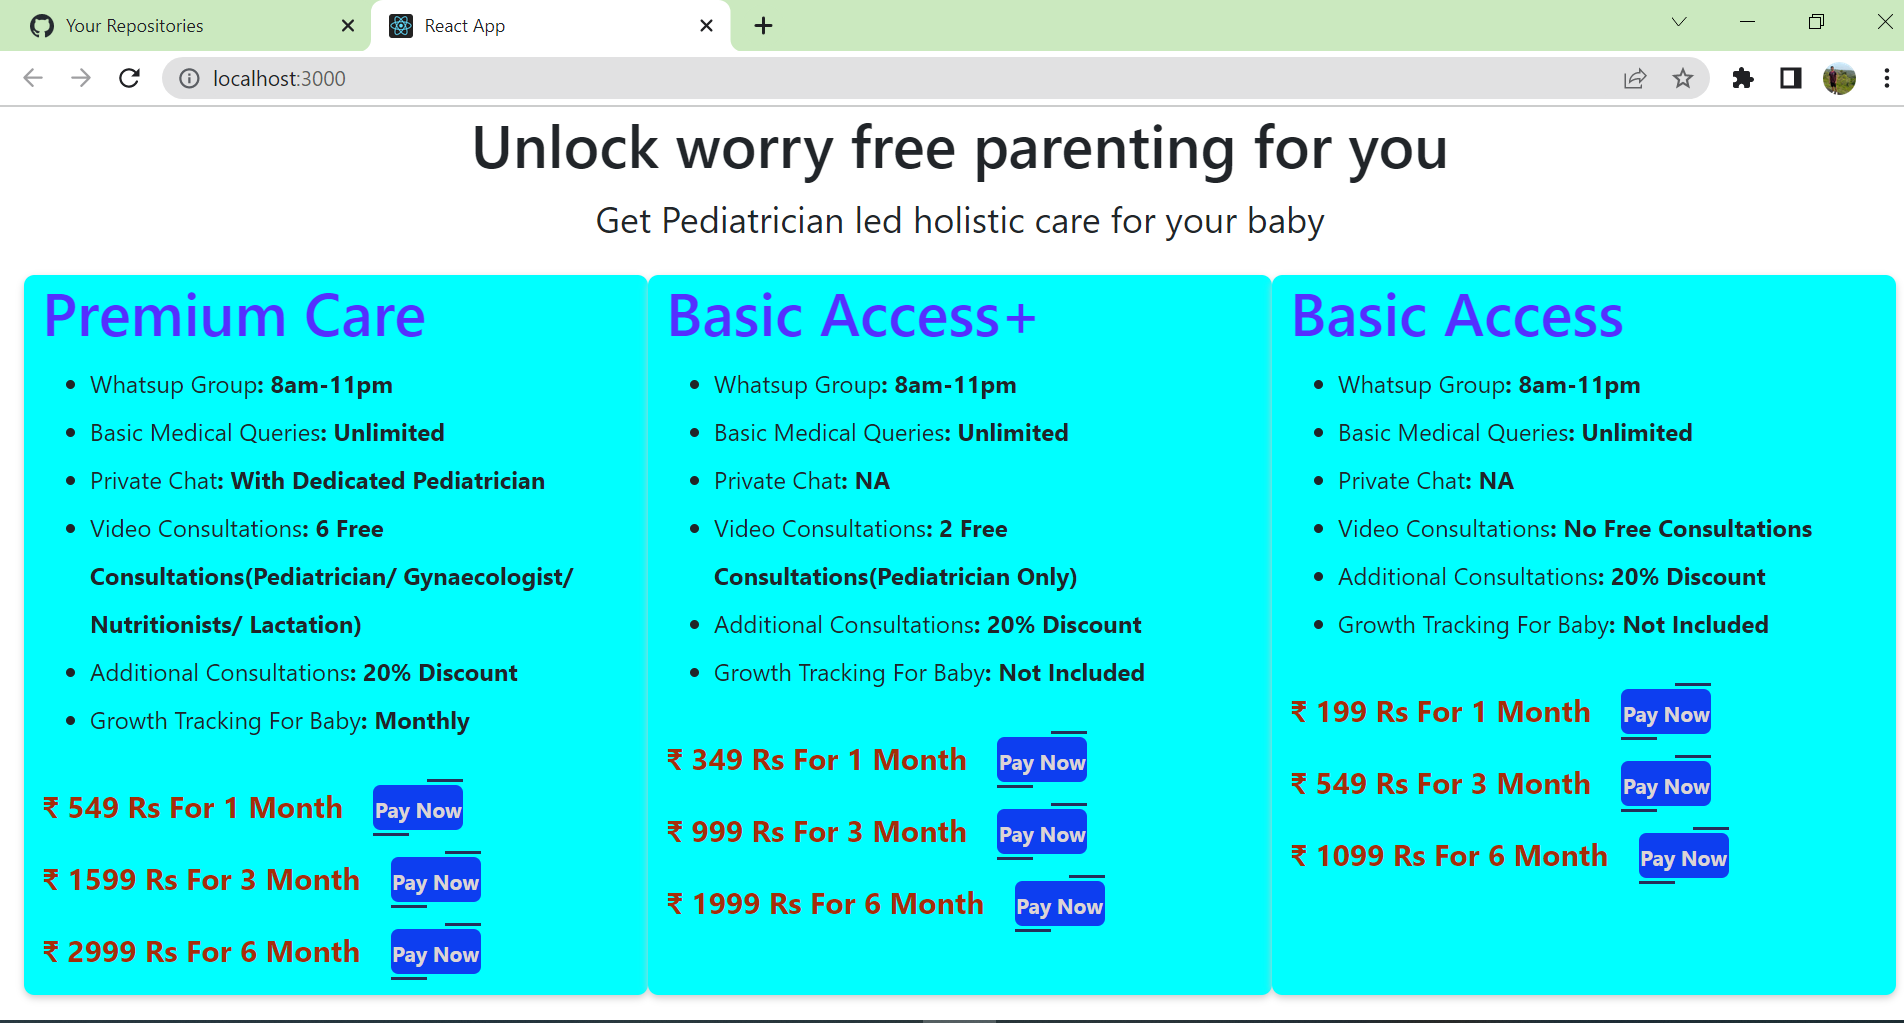 Your Repositories
React App
localhost:3000
Unlock worry free parenting for you
Get Pediatrician led holistic care for your baby
Premium Care
Whatsup Group: 8am-11pm
Basic Medical Queries: Unlimited
Private Chat: With Dedicated Pediatrician
Video Consultations: 6 Free
Consultations(Pediatrician/ Gynaecologist/
Nutritionists/ Lactation)
Additional Consultations: 20% Discount
Growth Tracking For Baby: Monthly
₹ 549 Rs For 1 Month Pay Now
₹ 1599 Rs For 3 Month Pay Now
₹ 2999 Rs For 6 Month Pay Now
Basic Access+
Whatsup Group: 8am-11pm
Basic Medical Queries: Unlimited
Private Chat: NA
Video Consultations: 2 Free
Consultations(Pediatrician Only)
Additional Consultations: 20% Discount
Growth Tracking For Baby: Not Included
₹ 349 Rs For 1 Month Pay Now
₹ 999 Rs For 3 Month Pay Now
₹ 1999 Rs For 6 Month Pay Now
Basic Access
Whatsup Group: 8am-11pm
Basic Medical Queries: Unlimited
Private Chat: NA
Video Consultations: No Free Consultations
Additional Consultations: 20% Discount
Growth Tracking For Baby: Not Included
₹ 199 Rs For 1 Month Pay Now
₹ 549 Rs For 3 Month Pay Now
₹ 1099 Rs For 6 Month Pay Now